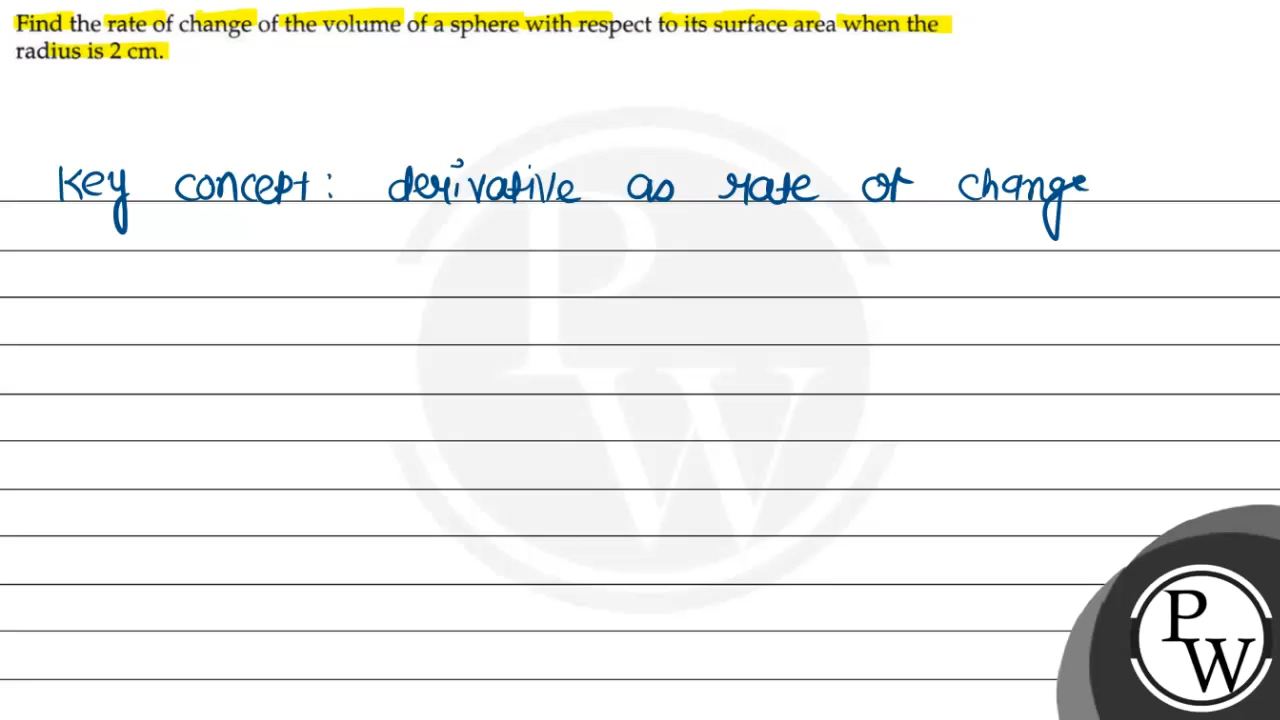 Find the rate of change of the volume of a sphere with respect to its surface area when the
radius is 2 cm.
Key concept: derivative as rate of change
P
W
P
W